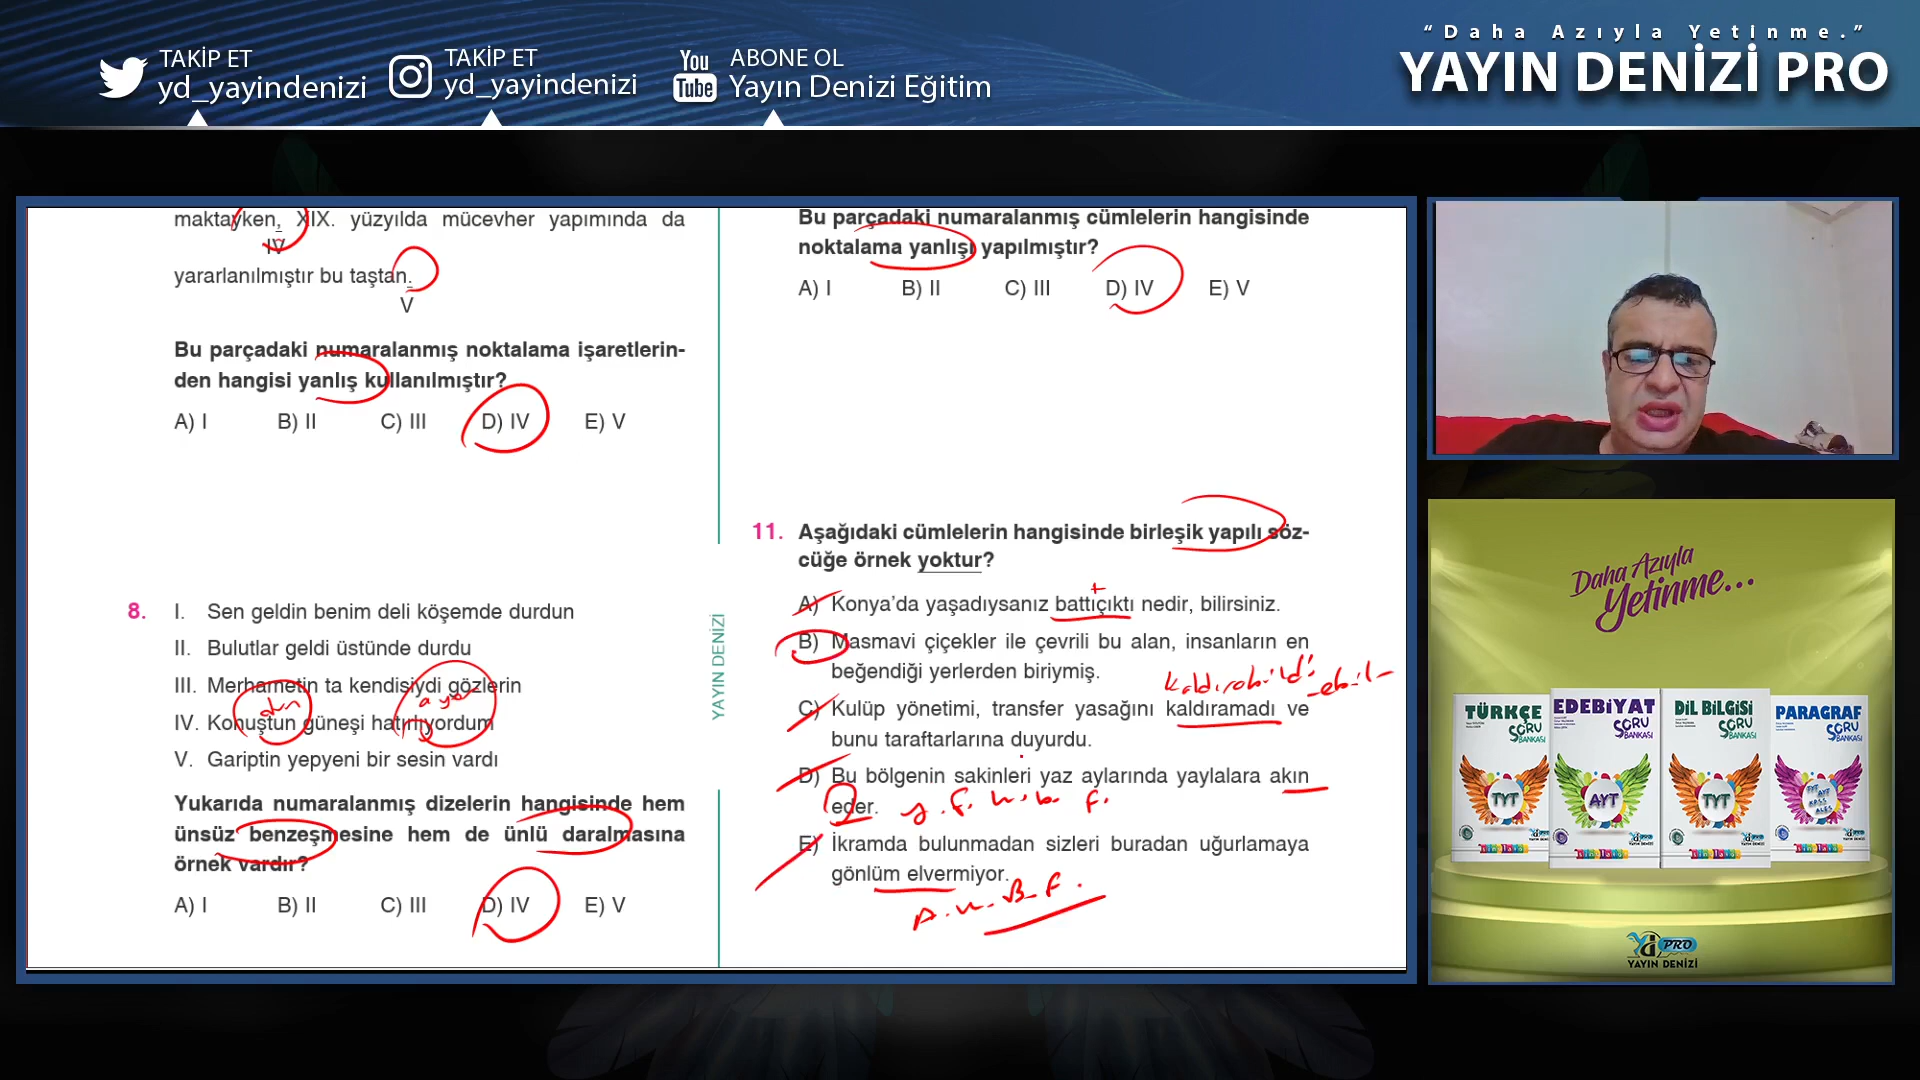 “Daha Azıyla Yetinme.”
YAYIN DENİZİ PRO
TAKİP ET
yd_yayindenizi
TAKİP ET
yd_yayindenizi
You
Tube
ABONE OL
Yayın Denizi Eğitim
maktayken, XIX. yüzyılda mücevher yapımında da
IV
yararlanılmıştır bu taştan.
V
Bu parçadaki numaralanmış noktalama işaretlerin-
den hangisi yanlış kullanılmıştır?
A) I B) II C) III D) IV E) V
8. I. Sen geldin benim deli köşemde durdun
II. Bulutlar geldi üstünde durdu
III. Merhametin ta kendisiydi gözlerin
IV. Konuştun güneşi hatırlıyordum
V. Gariptin yepyeni bir sesin vardı
Yukarıda numaralanmış dizelerin hangisinde hem
ünsüz benzeşmesine hem de ünlü daralmasına
örnek vardır?
A) I B) II C) III D) IV E) V
YAYIN DENİZİ
Bu parçadaki numaralanmış cümlelerin hangisinde
noktalama yanlışı yapılmıştır?
A) I B) II C) III D) IV E) V
11. Aşağıdaki cümlelerin hangisinde birleşik yapılı söz-
cüğe örnek yoktur?
+
A) Konya’da yaşadıysanız battıçıktı nedir, bilirsiniz.
B) Masmavi çiçekler ile çevrili bu alan, insanların en
beğendiği yerlerden biriymiş.
kaldırabildi -ebil-
C) Kulüp yönetimi, transfer yasağını kaldıramadı ve
bunu taraftarlarına duyurdu.
D) Bu bölgenin sakinleri yaz aylarında yaylalara akın
eder. y. F. k. b. f.
E) İkramda bulunmadan sizleri buradan uğurlamaya
gönlüm elvermiyor.
A. K. B. F.
Daha Azıyla
Yetinme...
TÜRKÇE
SORU
BANKASI
TYT
EDEBİYAT
SORU
BANKASI
AYT
DİL BİLGİSİ
SORU
BANKASI
TYT
PARAGRAF
SORU
BANKASI
yd PRO
YAYIN DENİZİ